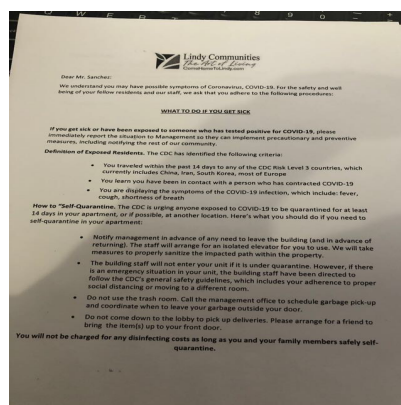 Lindy Communities
The Art of Living
ComeHomeToLindy.com
Dear Mr. Sanchez:
We understand you may have possible symptoms of Coronavirus, COVID-19. For the safety and well
being of your fellow residents and our staff, we ask that you adhere to the following procedures:
WHAT TO DO IF YOU GET SICK
If you get sick or have been exposed to someone who has tested positive for COVID-19, please
immediately report the situation to Management so they can implement precautionary and preventive
measures, including notifying the rest of our community.
Definition of Exposed Residents. The CDC has identified the following criteria:
• You traveled within the past 14 days to any of the CDC Risk Level 3 countries, which
currently includes China, Iran, South Korea, most of Europe
• You learn you have been in contact with a person who has contracted COVID-19
• You are displaying the symptoms of the COVID-19 infection, which include: fever,
cough, shortness of breath
How to "Self-Quarantine. The CDC is urging anyone exposed to COVID-19 to be quarantined for at least
14 days in your apartment, or if possible, at another location. Here's what you should do if you need to
self-quarantine in your apartment:
• Notify management in advance of any need to leave the building (and in advance of
returning). The staff will arrange for an isolated elevator for you to use. We will take
measures to properly sanitize the impacted path within the property.
• The building staff will not enter your unit if it is under quarantine. However, if there
is an emergency situation in your unit, the building staff have been directed to
follow the CDC's general safety guidelines, which includes your adherence to proper
social distancing or moving to a different room.
• Do not use the trash room. Call the management office to schedule garbage pick-up
and coordinate when to leave your garbage outside your door.
• Do not come down to the lobby to pick up deliveries. Please arrange for a friend to
bring the item(s) up to your front door.
You will not be charged for any disinfecting costs as long as you and your family members safely self-
quarantine.